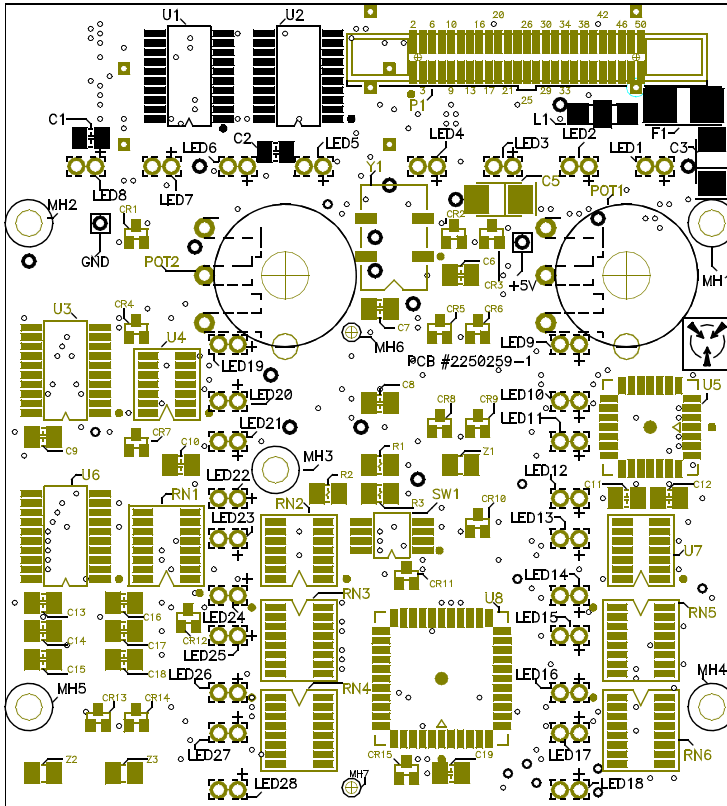 U1 U2
42
20
2 6 10 16 26 30 34 38 46 50
3 9 13 17 21 29 33
25
P1
C1 L1 F1
LED6 C2 LED5 LED4 LED3 LED2 LED1 C3
Y1
LED8 LED7 C5 POT1
MH2 CR1 CR2
GND POT2 C6 CR3 +5V MH1
U3 CR4 U4 C7 CR5 CR6 LED9
MH6
LED19 PCB #2250259-1
LED20 C8 LED10 U5
LED21 CR8 CR9 LED11
CR7
C9 C10 MH3 R1 Z1
LED22 R2 LED12
U6 RN1 RN2 R3 SW1 C11 C12
LED23 CR10 LED13
U7
CR11 LED14
C13 C16 RN3 U8 RN5
LED24 CR12 LED15
C14 C17 LED25
C15 C18 LED26 MH4
MH5 RN4 LED16
CR13 CR14
LED27 LED17
CR15 C19 RN6
Z2 Z3 MH7
LED28 LED18